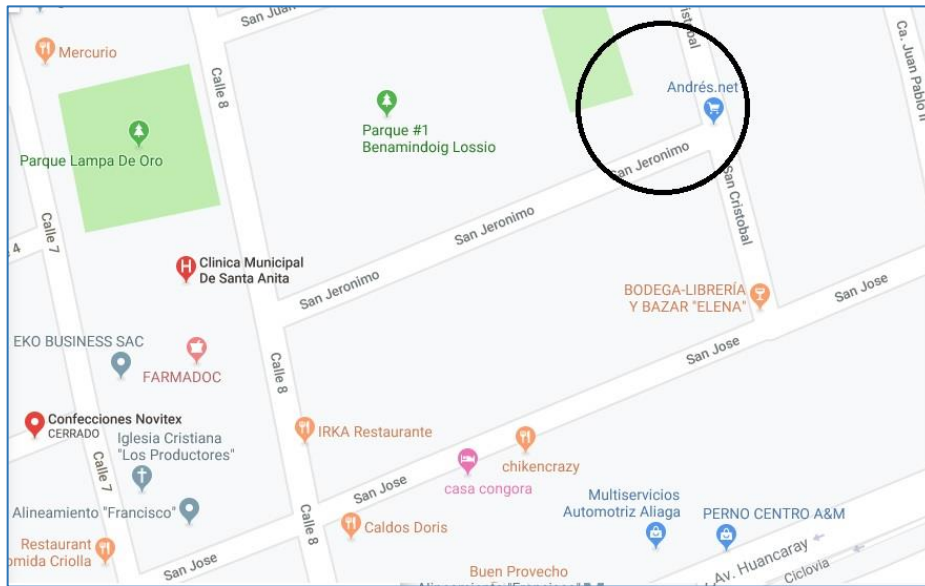 San Juan
Mercurio
Calle 8
Cristobal
Ca. Juan Pablo II
Andrés.net
Parque #1
Benamindoig Lossio
Parque Lampa De Oro
San Jeronimo
San Jeronimo
San Jeronimo
San Cristobal
Calle 7
4
Clinica Municipal
De Santa Anita
BODEGA-LIBRERÍA
Y BAZAR "ELENA"
San Jose
San Jose
EKO BUSINESS SAC
FARMADOC
Calle 8
Confecciones Novitex
CERRADO
IRKA Restaurante
Iglesia Cristiana
"Los Productores"
chikencrazy
Calle 7
casa congora
San Jose
Multiservicios
Automotriz Aliaga
PERNO CENTRO A&M
Alineamiento "Francisco"
Calle 8
Caldos Doris
Restaurant
omida Criolla
San Jose
Buen Provecho
Av. Huancaray
Ciclovía